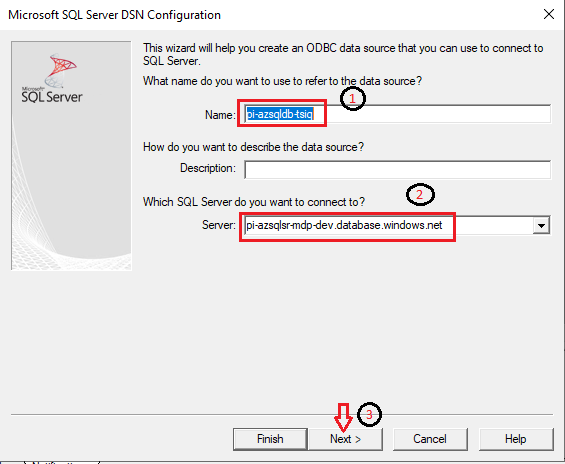 Microsoft SQL Server DSN Configuration
This wizard will help you create an ODBC data source that you can use to connect to
SQL Server.
What name do you want to use to refer to the data source?
1
Name: pi-azsqldb-tsiq
How do you want to describe the data source?
Description:
2
Which SQL Server do you want to connect to?
Server: pi-azsqlsr-mdp-dev.database.windows.net
Microsoft
SQL Server
3
Finish Next > Cancel Help